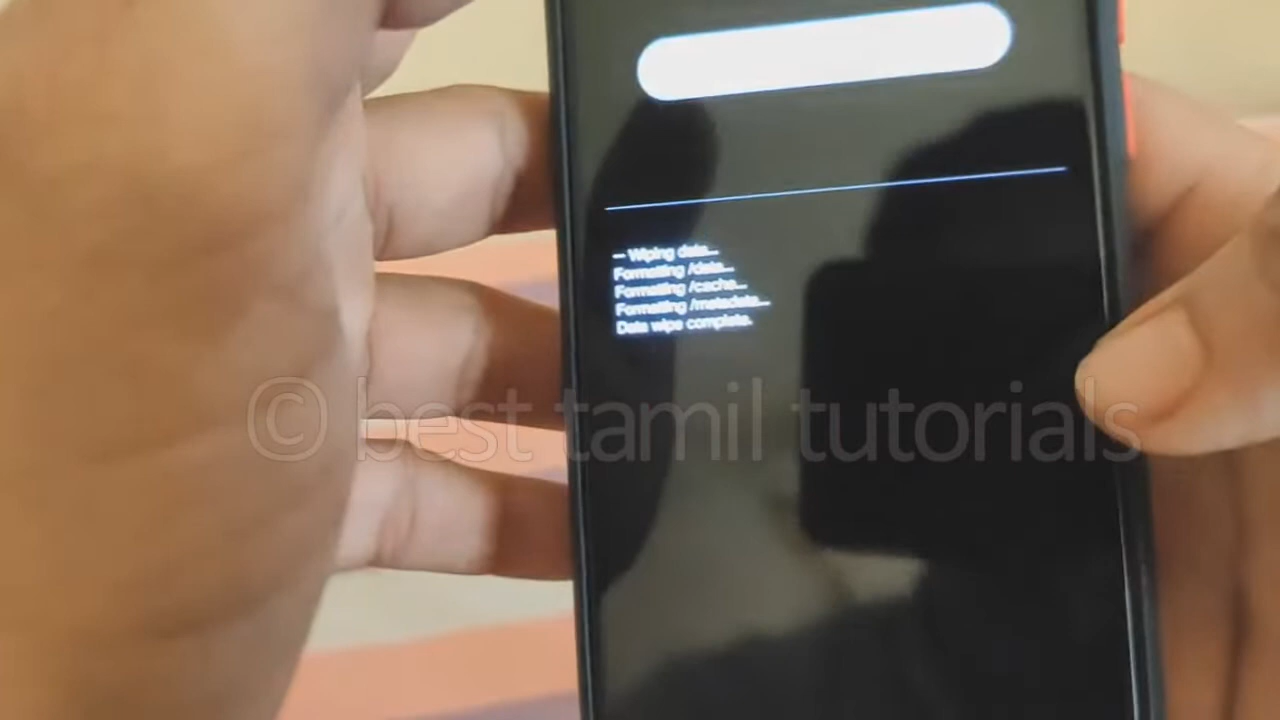 -- Wiping data...
Formatting /data...
Formatting /cache...
Formatting /metadata...
Data wipe complete.
© best tamil tutorials